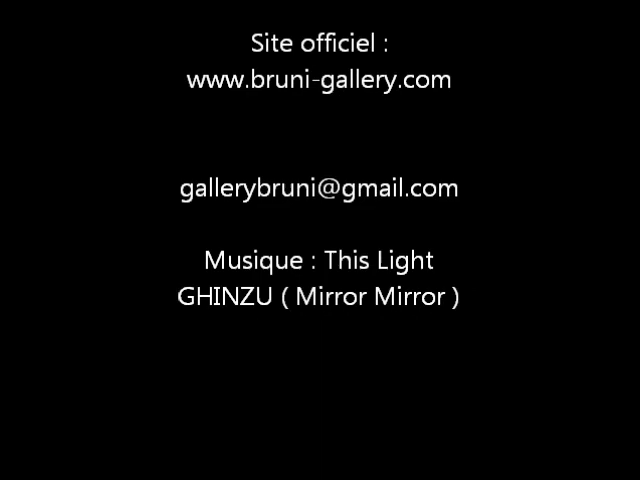 Site officiel :
www.bruni-gallery.com
gallerybruni@gmail.com
Musique : This Light
GHINZU ( Mirror Mirror )